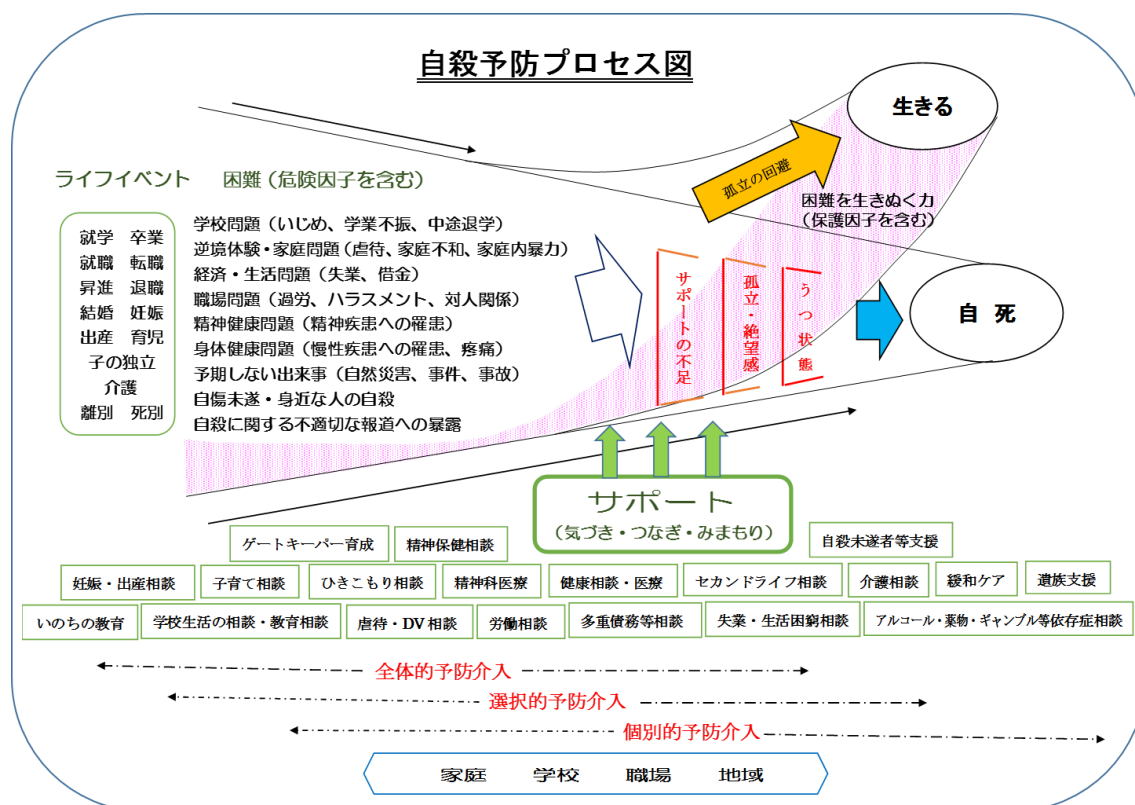 自殺予防プロセス図
生きる
孤立の回避
ライフイベント 困難（危険因子を含む）
困難を生きぬく力
（保護因子を含む）
就学 卒業
就職 転職
昇進 退職
結婚 妊娠
出産 育児
子の独立
介護
離別 死別
学校問題（いじめ、学業不振、中途退学）
逆境体験・家庭問題（虐待、家庭不和、家庭内暴力）
経済・生活問題（失業、借金）
職場問題（過労、ハラスメント、対人関係）
精神健康問題（精神疾患への罹患）
身体健康問題（慢性疾患への罹患、疼痛）
予期しない出来事（自然災害、事件、事故）
自傷未遂・身近な人の自殺
自殺に関する不適切な報道への暴露
サポートの不足
孤立・絶望感
うつ状態
自 死
サポート
（気づき・つなぎ・みまもり）
ゲートキーパー育成 精神保健相談 自殺未遂者等支援
妊娠・出産相談 子育て相談 ひきこもり相談 精神科医療 健康相談・医療 セカンドライフ相談 介護相談 緩和ケア 遺族支援
いのちの教育 学校生活の相談・教育相談 虐待・DV 相談 労働相談 多重債務等相談 失業・生活困窮相談 アルコール・薬物・ギャンブル等依存症相談
全体的予防介入
選択的予防介入
個別的予防介入
家庭 学校 職場 地域